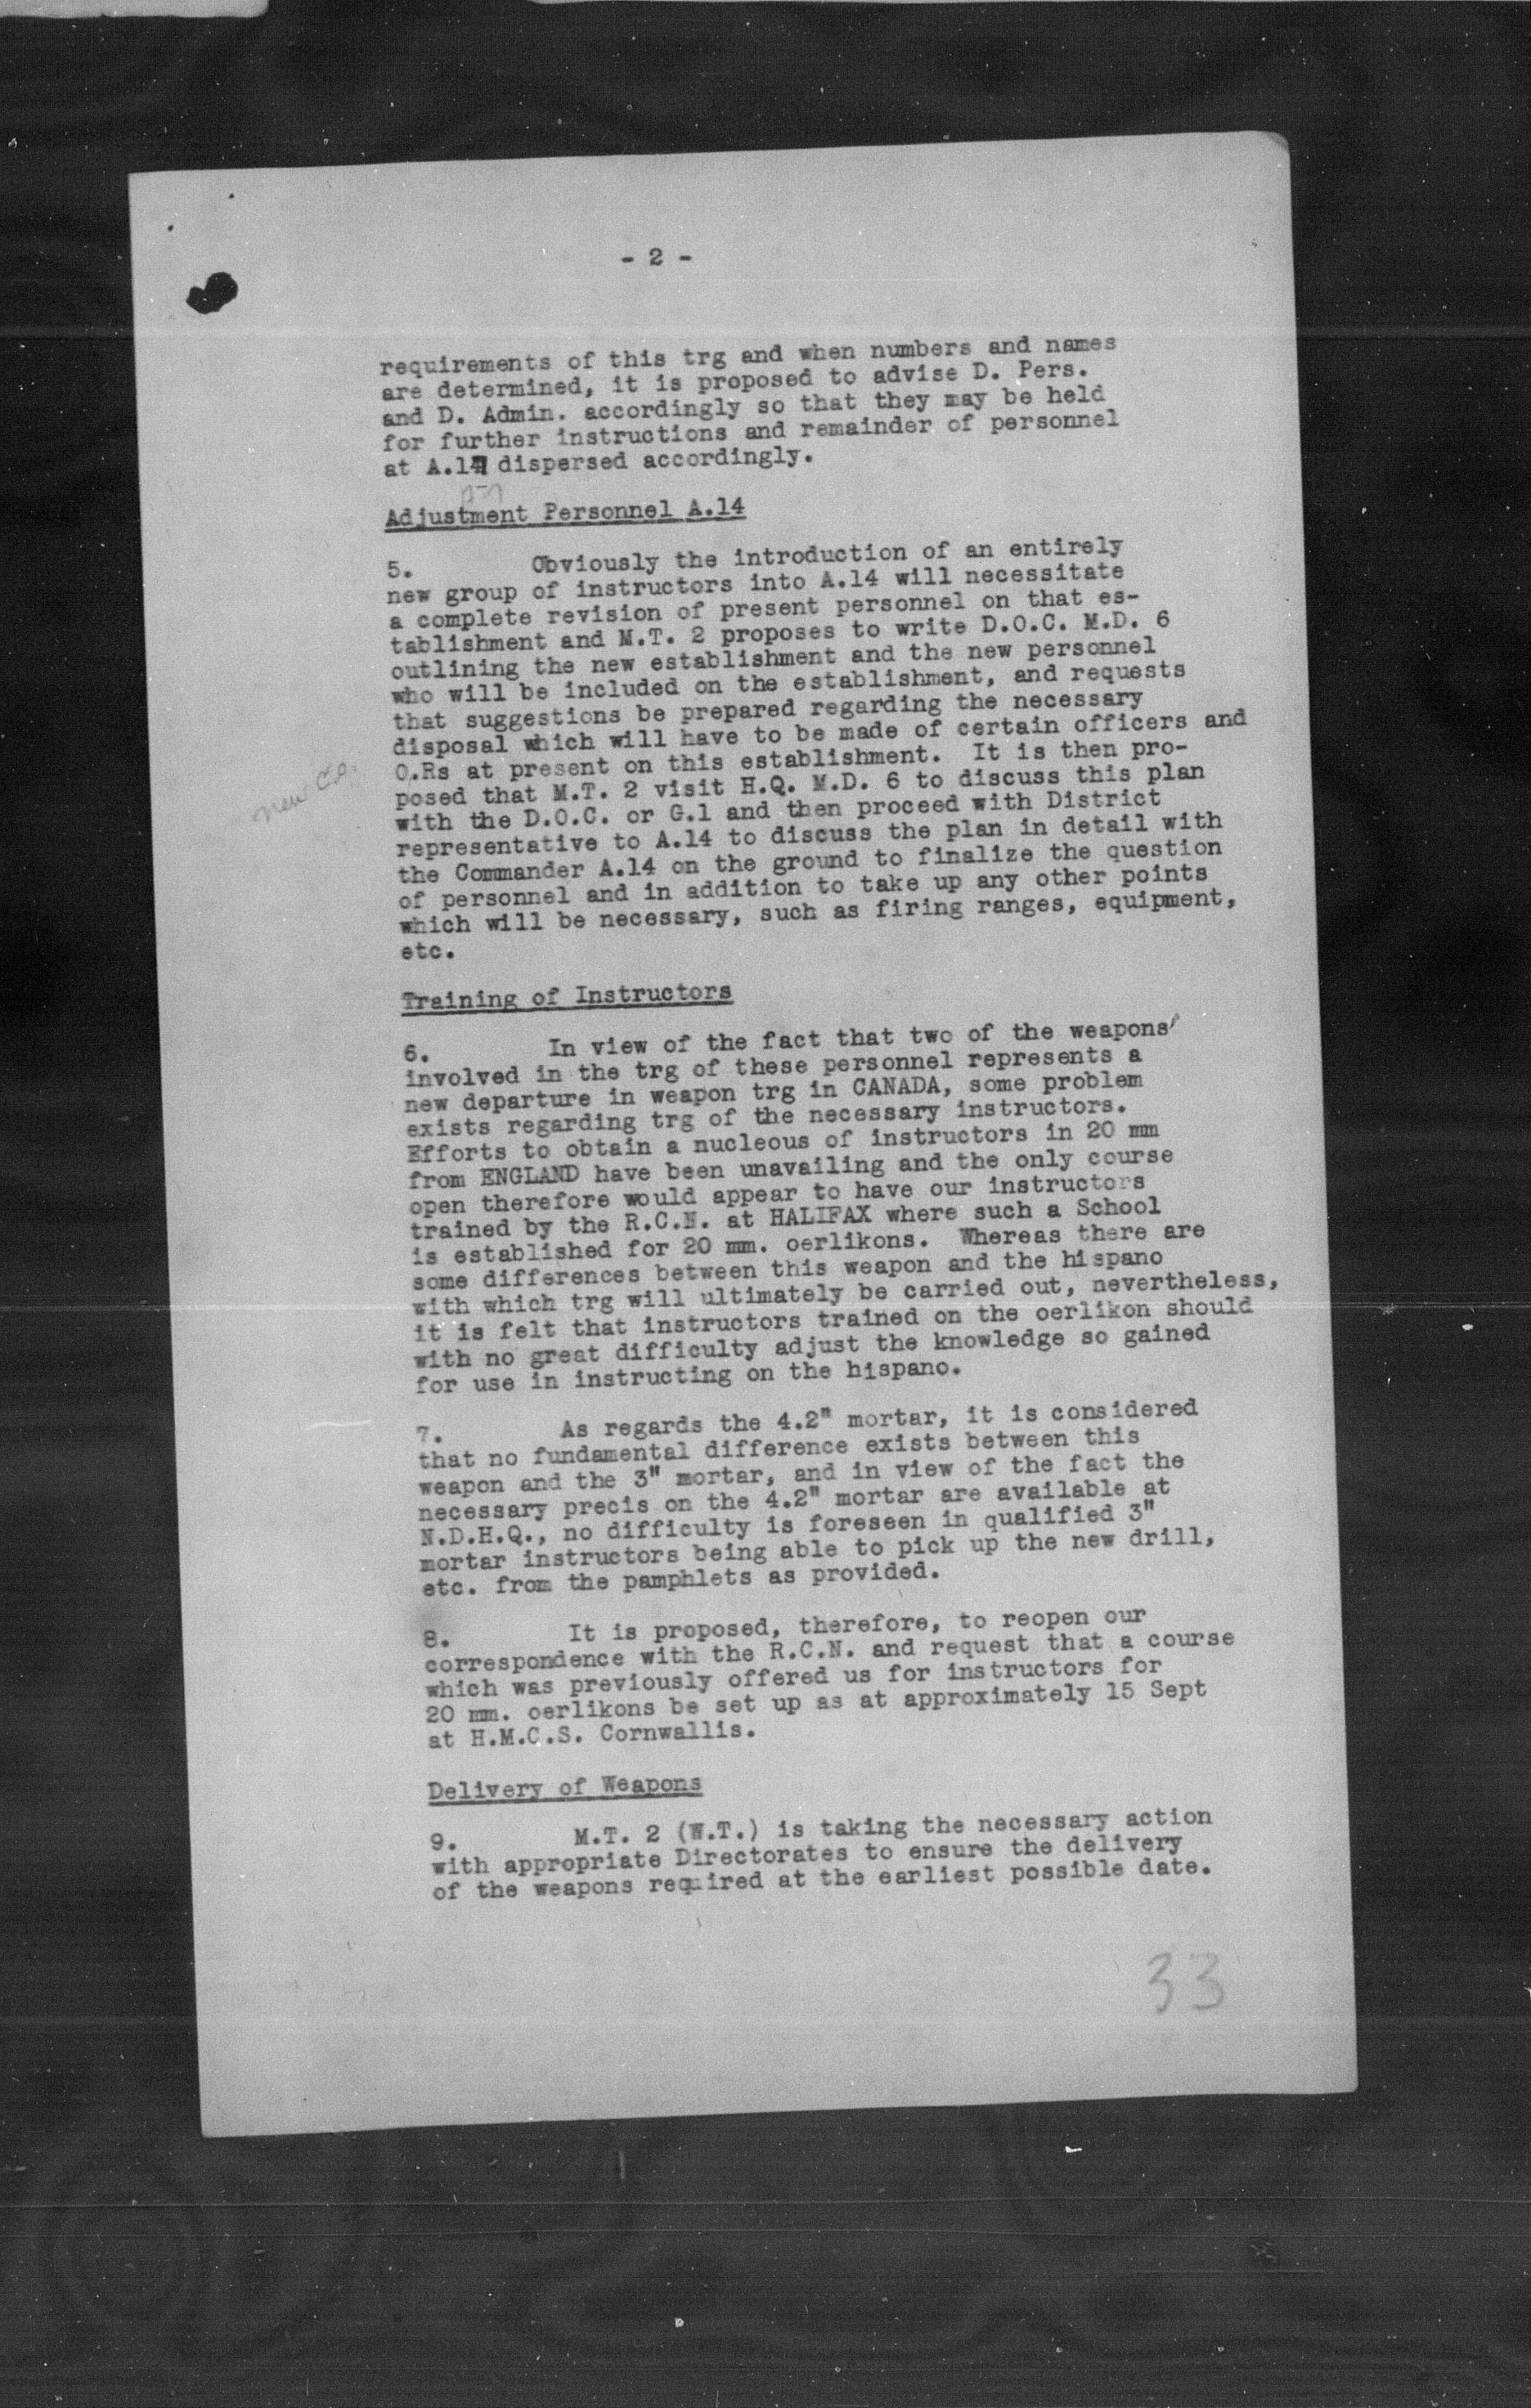 - 2 -
requirements of this trg and when numbers and names
are determined, it is proposed to advise D. Pers.
and D. Admin. accordingly so that they may be held
for further instructions and remainder of personnel
at dispersed accordingly.
Adjustment Personnel A.14
5. Obviously the introduction of an entirely
new group of instructors into A.14 will necessitate
a complete revision of present personnel on that es-
tablishment and M.T. 2 proposes to write D.O.C. M.D. 6
outlining the new establishment and the new personnel
who will be included on the establishment, and requests
that suggestions be prepared regarding the necessary
disposal which will have to be made of certain officers and
O.Rs at present on this establishment. It is then pro-
posed that M.T. 2 visit H.Q. M.D. 6 to discuss this plan
with the D.O.C. or G.1 and then proceed with District
representative to A.14 to discuss the plan in detail with
the Commander A.14 on the ground to finalize the question
of personnel and in addition to take up any other points
which will be necessary, such as firing ranges, equipment,
etc.
new Co.
Training of Instructors
6. In view of the fact that two of the weapons
involved in the trg of these personnel represents a
new departure in weapon trg in CANADA, some problem
exists regarding trg of the necessary instructors.
Efforts to obtain a nucleous of instructors in 20 mm
from ENGLAND have been unavailing and the only course
open therefore would appear to have our instructors
trained by the R.C.N. at HALIFAX where such a School
is established for 20 mm. oerlikons. Whereas there are
some differences between this weapon and the hispano
with which trg will ultimately be carried out, nevertheless,
it is felt that instructors trained on the oerlikon should
with no great difficulty adjust the knowledge so gained
for use in instructing on the hispano.
7. As regards the 4.2" mortar, it is considered
that no fundamental difference exists between this
weapon and the 3" mortar, and in view of the fact the
necessary precis on the 4.2" mortar are available at
N.D.H.Q., no difficulty is foreseen in qualified 3"
mortar instructors being able to pick up the new drill,
etc. from the pamphlets as provided.
8. It is proposed, therefore, to reopen our
correspondence with the R.C.N. and request that a course
which was previously offered us for instructors for
20 mm. oerlikons be set up as at approximately 15 Sept
at H.M.C.S. Cornwallis.
Delivery of Weapons
9. M.T. 2 (W.T.) is taking the necessary action
with appropriate Directorates to ensure the delivery
of the weapons required at the earliest possible date.
33